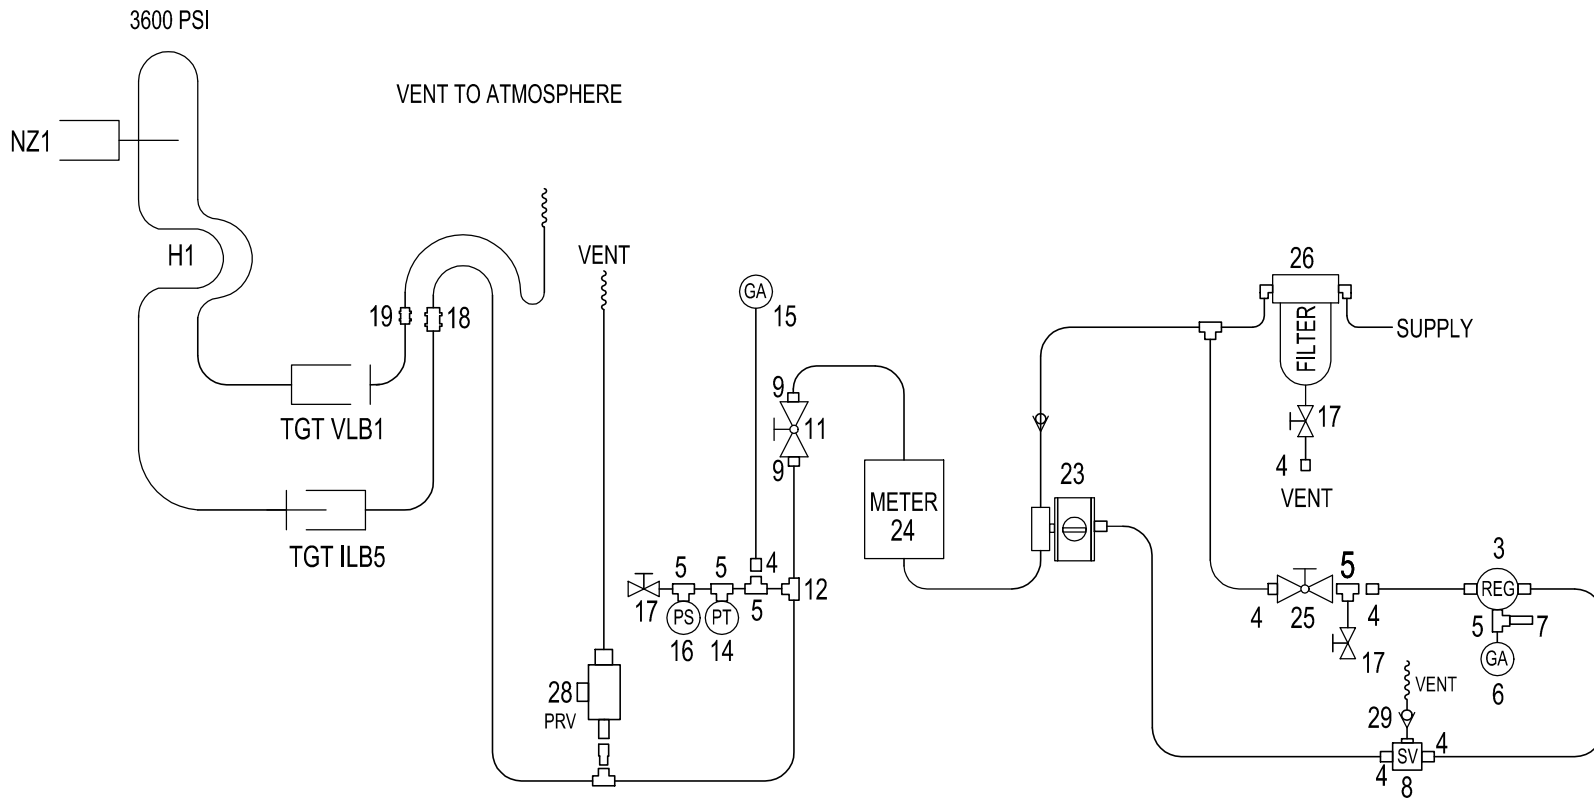 3600 PSI
VENT TO ATMOSPHERE
NZ1
H1
VENT
26
GA
15
19
18
SUPPLY
FILTER
9
11
17
TGT VLB1
9
4
VENT
23
METER
24
TGT ILB5
5
5
4
3
5
REG
17
5
12
4
25
4
5
7
PS
PT
16
14
17
GA
6
28
PRV
VENT
29
4
SV
4
8